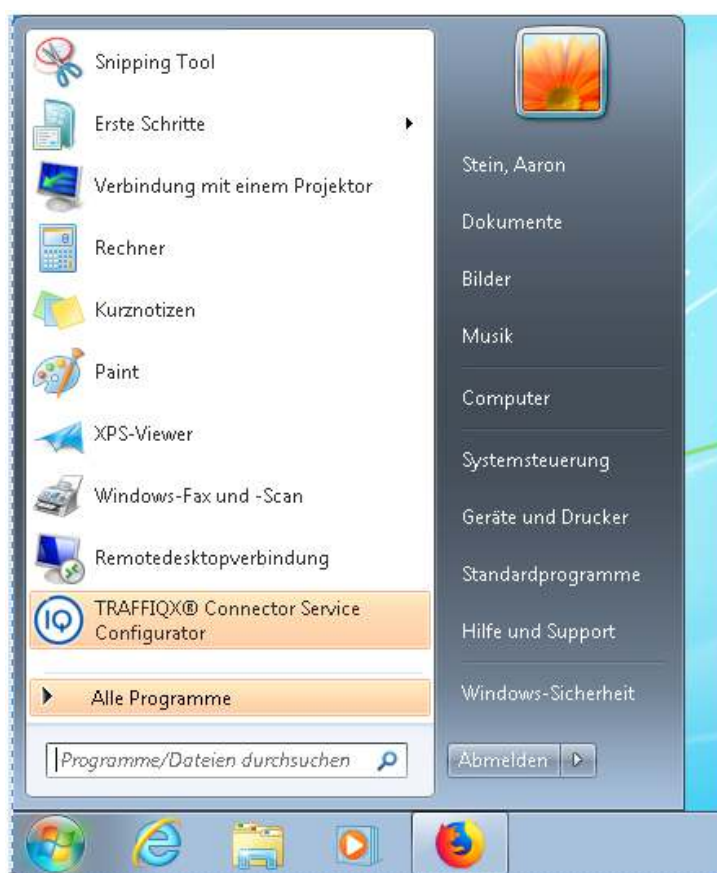 Snipping Tool
Erste Schritte
Verbindung mit einem Projektor
Rechner
Kurznotizen
Paint
XPS-Viewer
Windows-Fax und -Scan
Remotedesktopverbindung
IQ
TRAFFIQX® Connector Service
Configurator
Alle Programme
Programme/Dateien durchsuchen
Stein, Aaron
Dokumente
Bilder
Musik
Computer
Systemsteuerung
Geräte und Drucker
Standardprogramme
Hilfe und Support
Windows-Sicherheit
Abmelden